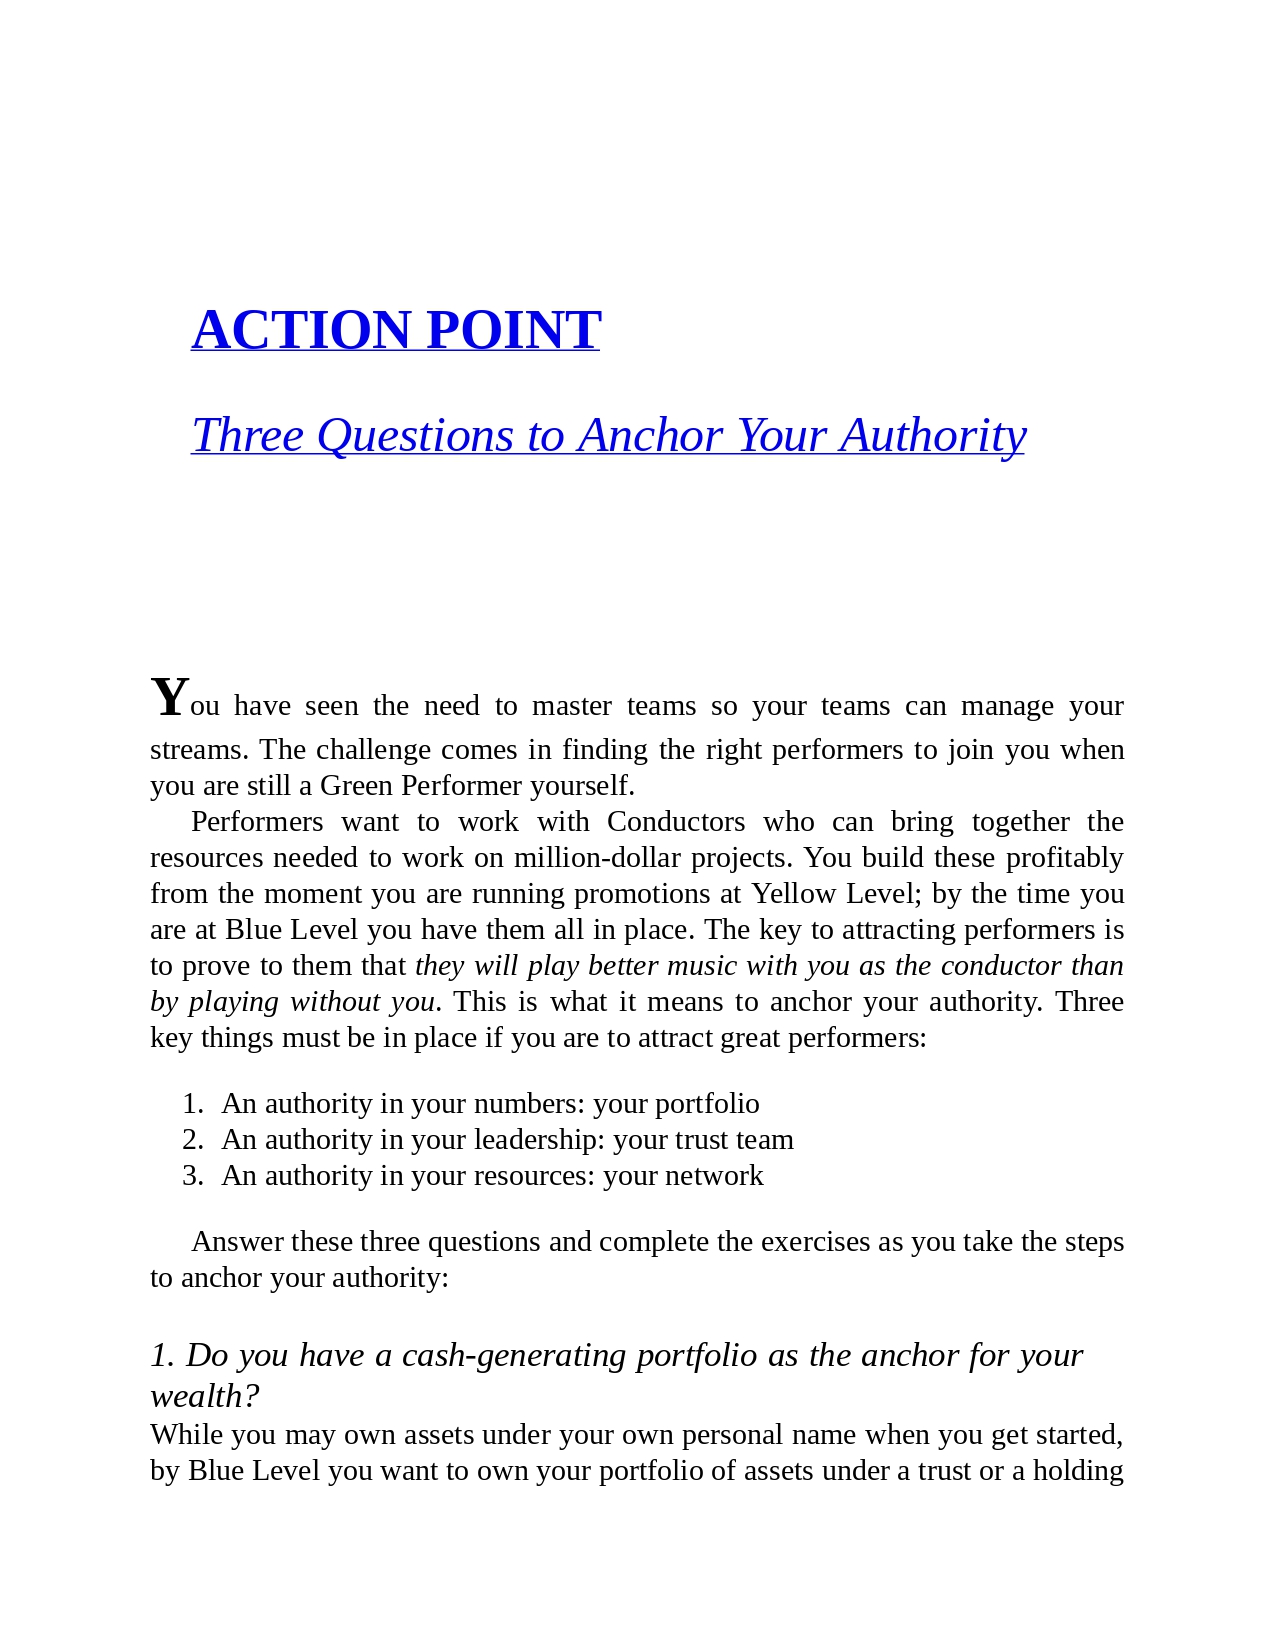 ACTION POINT
Three Questions to Anchor Your Authority
You have seen the need to master teams so your teams can manage your
streams. The challenge comes in finding the right performers to join you when
you are still a Green Performer yourself.
Performers want to work with Conductors who can bring together the
resources needed to work on million-dollar projects. You build these profitably
from the moment you are running promotions at Yellow Level; by the time you
are at Blue Level you have them all in place. The key to attracting performers is
to prove to them that they will play better music with you as the conductor than
by playing without you. This is what it means to anchor your authority. Three
key things must be in place if you are to attract great performers:
1. An authority in your numbers: your portfolio
2. An authority in your leadership: your trust team
3. An authority in your resources: your network
Answer these three questions and complete the exercises as you take the steps
to anchor your authority:
1. Do you have a cash-generating portfolio as the anchor for your
wealth?
While you may own assets under your own personal name when you get started,
by Blue Level you want to own your portfolio of assets under a trust or a holding